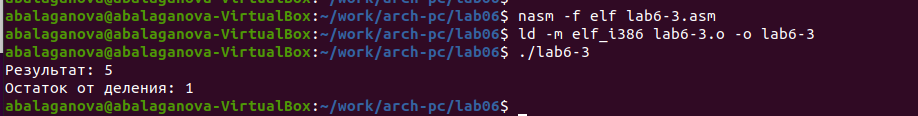 abalaganova@abalaganova-VirtualBox:~/work/arch-pc/lab06$ nasm -f elf lab6-3.asm
abalaganova@abalaganova-VirtualBox:~/work/arch-pc/lab06$ ld -m elf_i386 lab6-3.o -o lab6-3
abalaganova@abalaganova-VirtualBox:~/work/arch-pc/lab06$ ./lab6-3
Результат: 5
Остаток от деления: 1
abalaganova@abalaganova-VirtualBox:~/work/arch-pc/lab06$